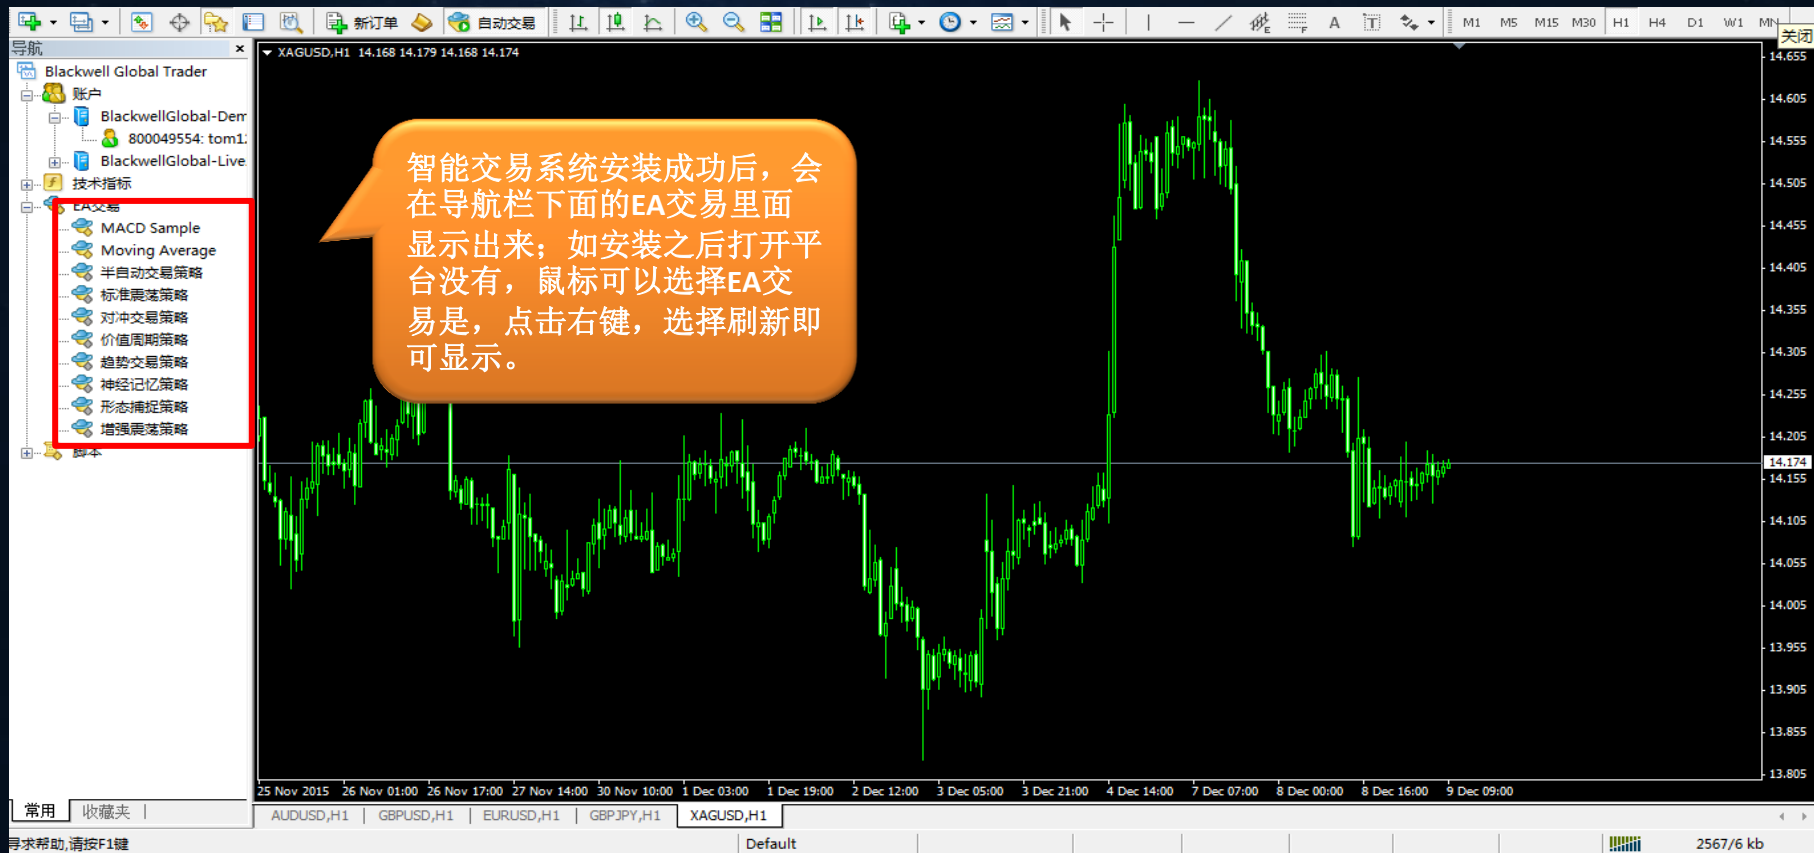 新订单
自动交易
M1 M5 M15 M30 H1 H4 D1 W1 MN
关闭
导航
Blackwell Global Trader
账户
BlackwellGlobal-Dem
800049554: tom12
BlackwellGlobal-Live
技术指标
EA交易
MACD Sample
Moving Average
半自动交易策略
标准震荡策略
对冲交易策略
价值周期策略
趋势交易策略
神经记忆策略
形态捕捉策略
增强震荡策略
脚本
常用
收藏夹
XAGUSD,H1 14.168 14.179 14.168 14.174
智能交易系统安装成功后，会
在导航栏下面的EA交易里面
显示出来；如安装之后打开平
台没有，鼠标可以选择EA交
易是，点击右键，选择刷新即
可显示。
14.655
14.605
14.555
14.505
14.455
14.405
14.355
14.305
14.255
14.205
14.174
14.155
14.105
14.055
14.005
13.955
13.905
13.855
13.805
25 Nov 2015 26 Nov 01:00 26 Nov 17:00 27 Nov 14:00 30 Nov 10:00 1 Dec 03:00 1 Dec 19:00 2 Dec 12:00 3 Dec 05:00 3 Dec 21:00 4 Dec 14:00 7 Dec 07:00 8 Dec 00:00 8 Dec 16:00 9 Dec 09:00
AUDUSD,H1 GBPUSD,H1 EURUSD,H1 GBPJPY,H1 XAGUSD,H1
寻求帮助,请按F1键
Default
2567/6 kb